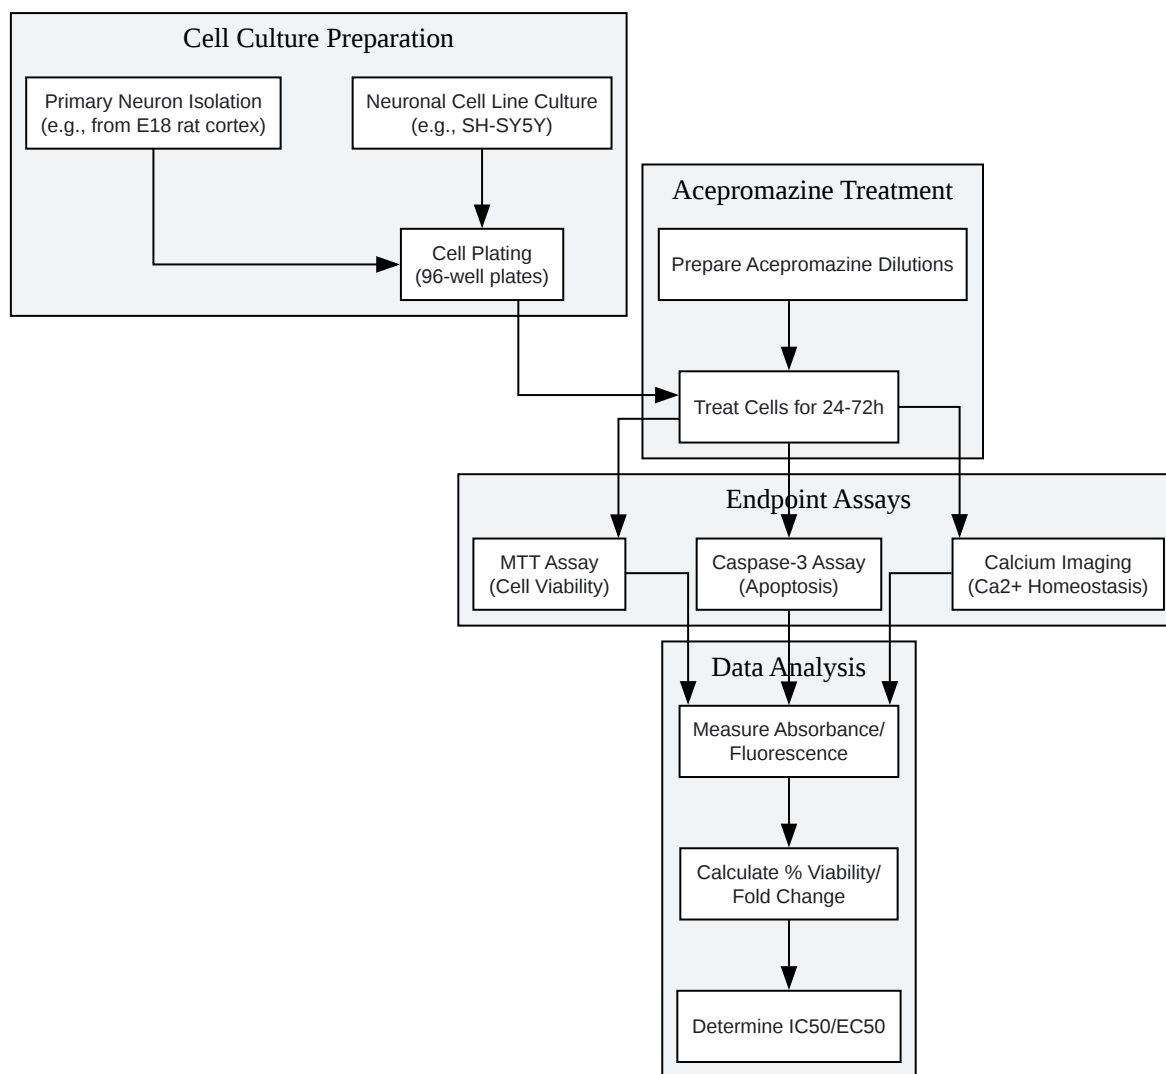 Cell Culture Preparation
Primary Neuron Isolation
(e.g., from E18 rat cortex)
Neuronal Cell Line Culture
(e.g., SH-SY5Y)
Cell Plating
(96-well plates)
Acepromazine Treatment
Prepare Acepromazine Dilutions
Treat Cells for 24-72h
Endpoint Assays
MTT Assay
(Cell Viability)
Caspase-3 Assay
(Apoptosis)
Calcium Imaging
(Ca2+ Homeostasis)
Data Analysis
Measure Absorbance/
Fluorescence
Calculate % Viability/
Fold Change
Determine IC50/EC50